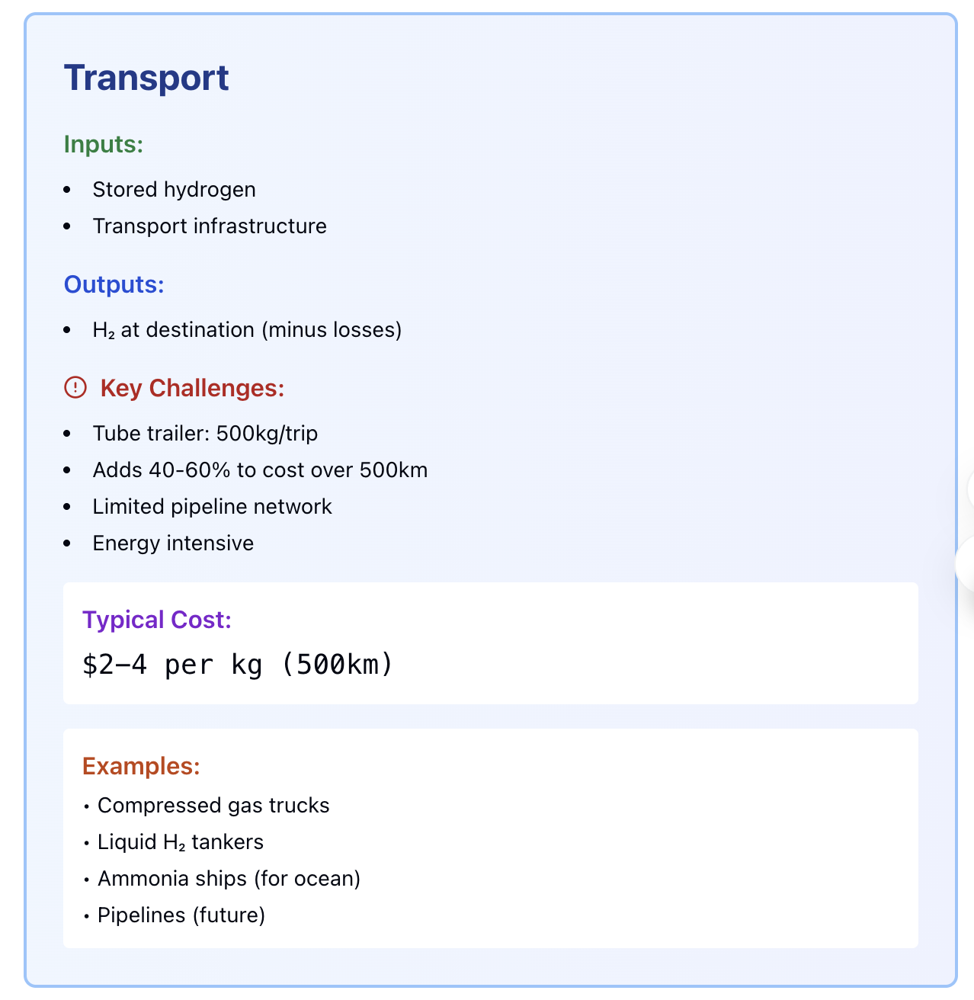 Transport
Inputs:
• Stored hydrogen
• Transport infrastructure
Outputs:
• H₂ at destination (minus losses)
Key Challenges:
• Tube trailer: 500kg/trip
• Adds 40-60% to cost over 500km
• Limited pipeline network
• Energy intensive
Typical Cost:
$2–4 per kg (500km)
Examples:
• Compressed gas trucks
• Liquid H₂ tankers
• Ammonia ships (for ocean)
• Pipelines (future)